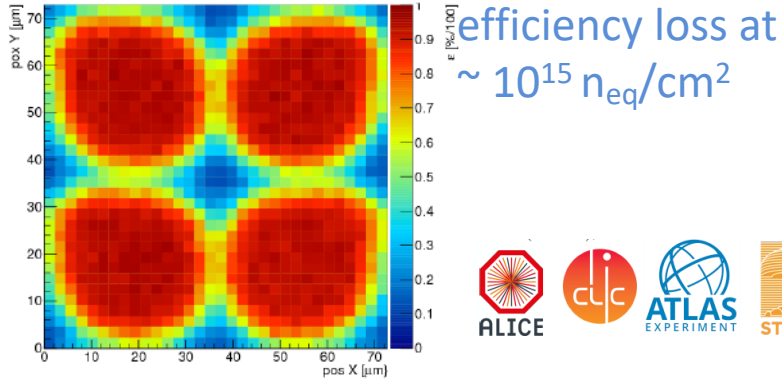 efficiency loss at
~ 10¹⁵ n_eq/cm²
pox Y [μm]
70
60
50
40
30
20
10
0
0 10 20 30 40 50 60 70
pos X [μm]
1
0.9
0.8
0.7
0.6
0.5
0.4
0.3
0.2
0.1
0
ε [%/100]
ALICE
clic
ATLAS
EXPERIMENT